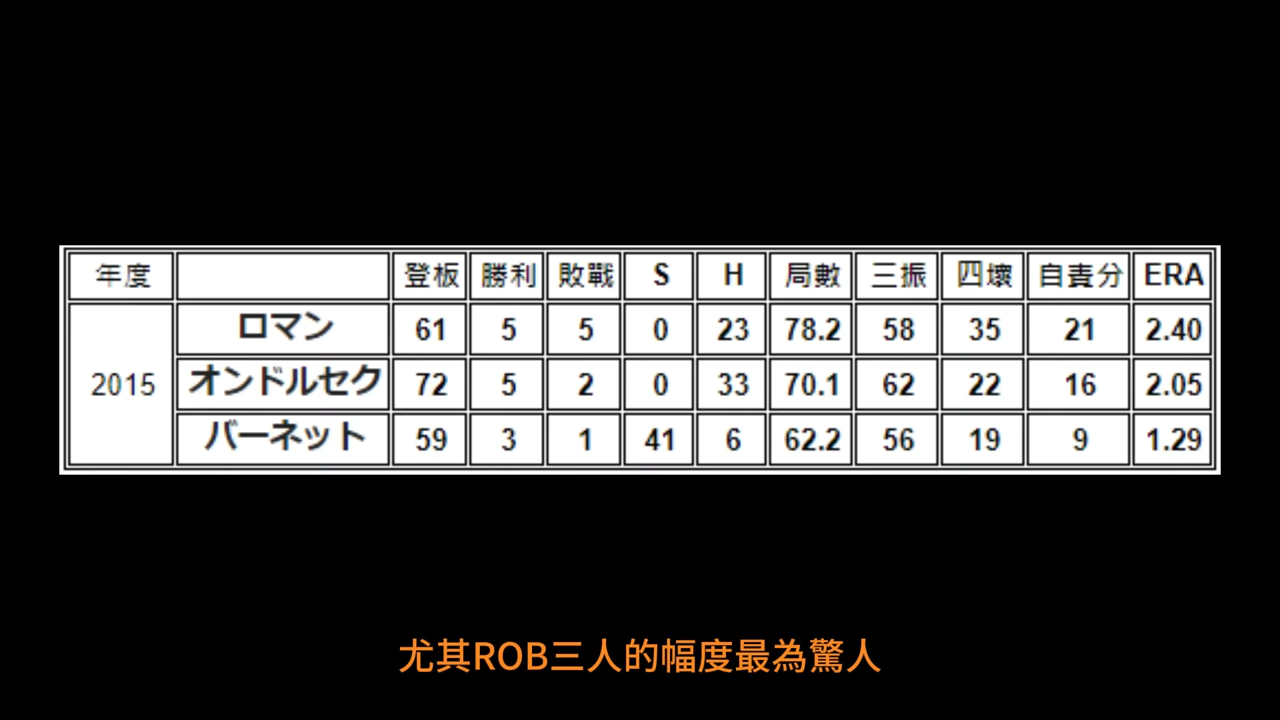 年度 登板 勝利 敗戰 S H 局數 三振 四壞 自責分 ERA
2015 ロマン 61 5 5 0 23 78.2 58 35 21 2.40
オンドルセク 72 5 2 0 33 70.1 62 22 16 2.05
バーネット 59 3 1 41 6 62.2 56 19 9 1.29
尤其ROB三人的幅度最為驚人